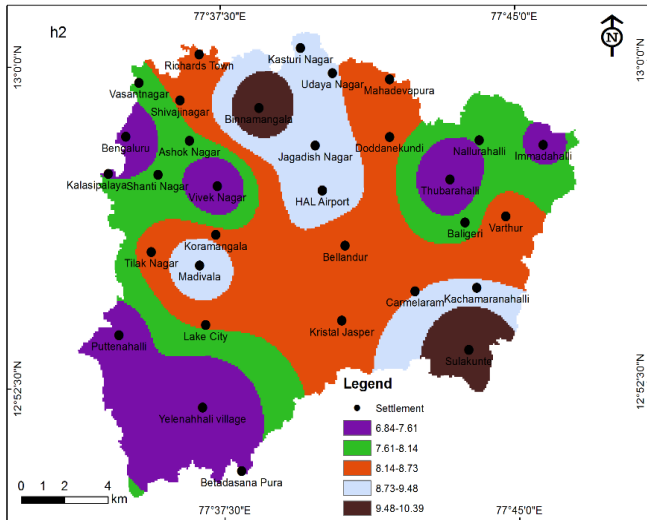 77°37'30"E
77°45'0"E
h2
N
13°0'0"N
13°0'0"N
Kasturi Nagar
Richards Town
Udaya Nagar
Vasantnagar
Mahadevapura
Shivajinagar
Binnamangala
Bengaluru
Ashok Nagar
Jagadish Nagar
Doddanekundi
Nallurahalli
Immadahalli
Kalasipalaya
Shanti Nagar
Vivek Nagar
HAL Airport
Thubarahalli
Baligeri
Varthur
Koramangala
Bellandur
Tilak Nagar
Madivala
Carmelaram
Kachamaranahalli
Lake City
Kristal Jasper
Puttenahalli
Sulakunte
12°52'30"N
12°52'30"N
Yelenahhali village
Betadasana Pura
Legend
Settlement
6.84-7.61
7.61-8.14
8.14-8.73
8.73-9.48
9.48-10.39
0 1 2 4
km
77°37'30"E
77°45'0"E